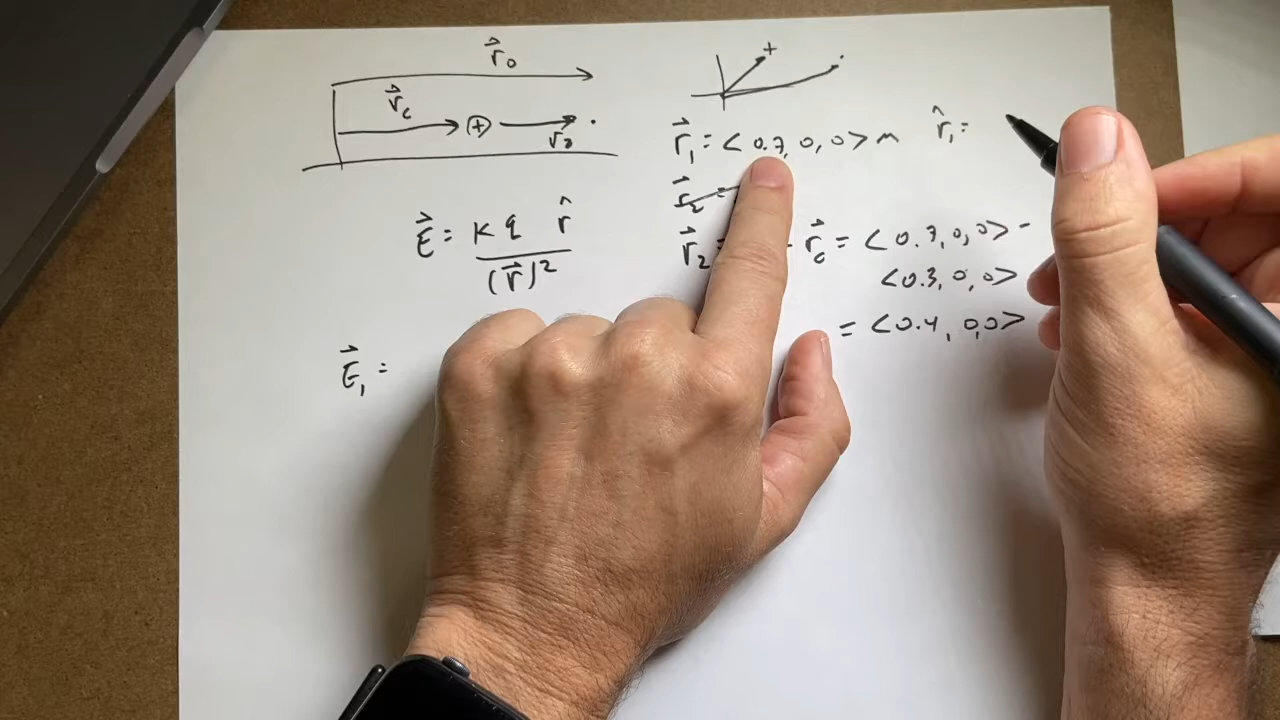 r⃗₀
r⃗c
+
r⃗₂
+
r⃗₁ = < 0.7, 0, 0 > m
r̂₁ =
r⃗₂ =
E⃗ = k q r̂
(r⃗)²
r⃗₂ = - r⃗c = < 0.7, 0, 0 > -
< 0.3, 0, 0 >
= < 0.4, 0, 0 >
E⃗₁ =